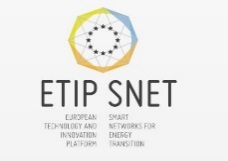 ETIP SNET
EUROPEAN
TECHNOLOGY AND
INNOVATION
PLATFORM
SMART
NETWORKS FOR
ENERGY
TRANSITION